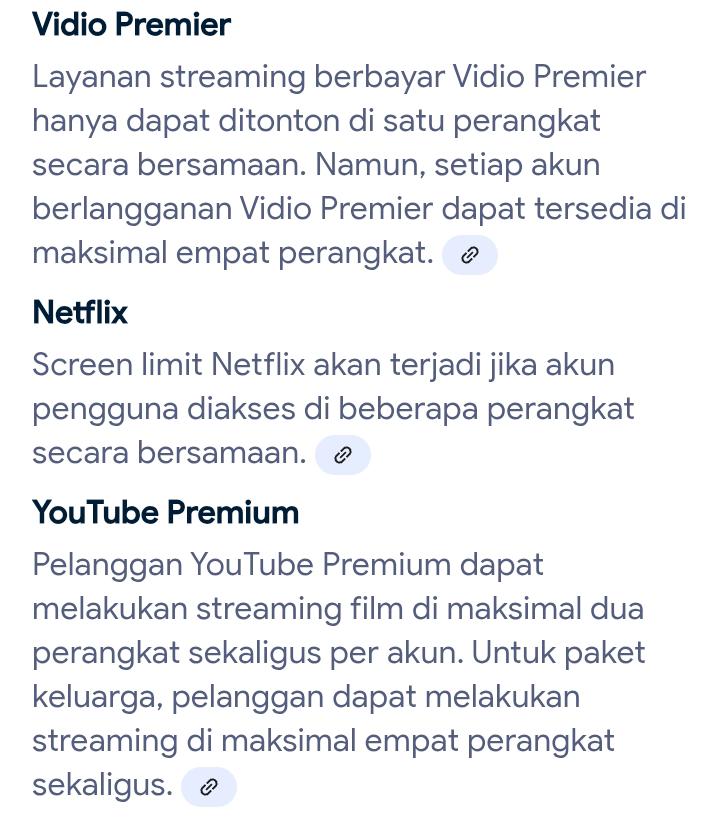 Vidio Premier
Layanan streaming berbayar Vidio Premier
hanya dapat ditonton di satu perangkat
secara bersamaan. Namun, setiap akun
berlangganan Vidio Premier dapat tersedia di
maksimal empat perangkat.
Netflix
Screen limit Netflix akan terjadi jika akun
pengguna diakses di beberapa perangkat
secara bersamaan.
YouTube Premium
Pelanggan YouTube Premium dapat
melakukan streaming film di maksimal dua
perangkat sekaligus per akun. Untuk paket
keluarga, pelanggan dapat melakukan
streaming di maksimal empat perangkat
sekaligus.